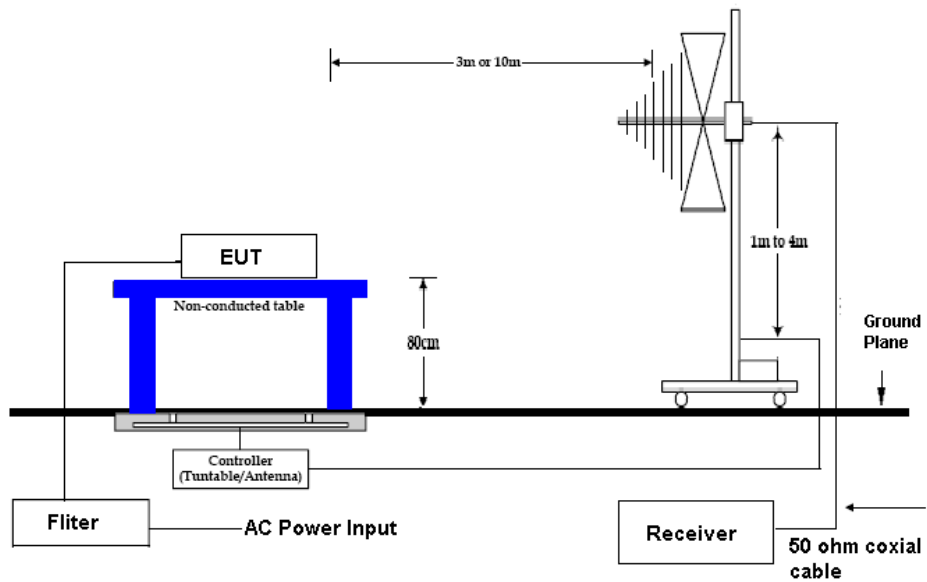 3m or 10m
EUT
Non-conducted table
1m to 4m
80cm
Ground
Plane
Controller
(Tuntable/Antenna)
Fliter
AC Power Input
Receiver
50 ohm coxial
cable